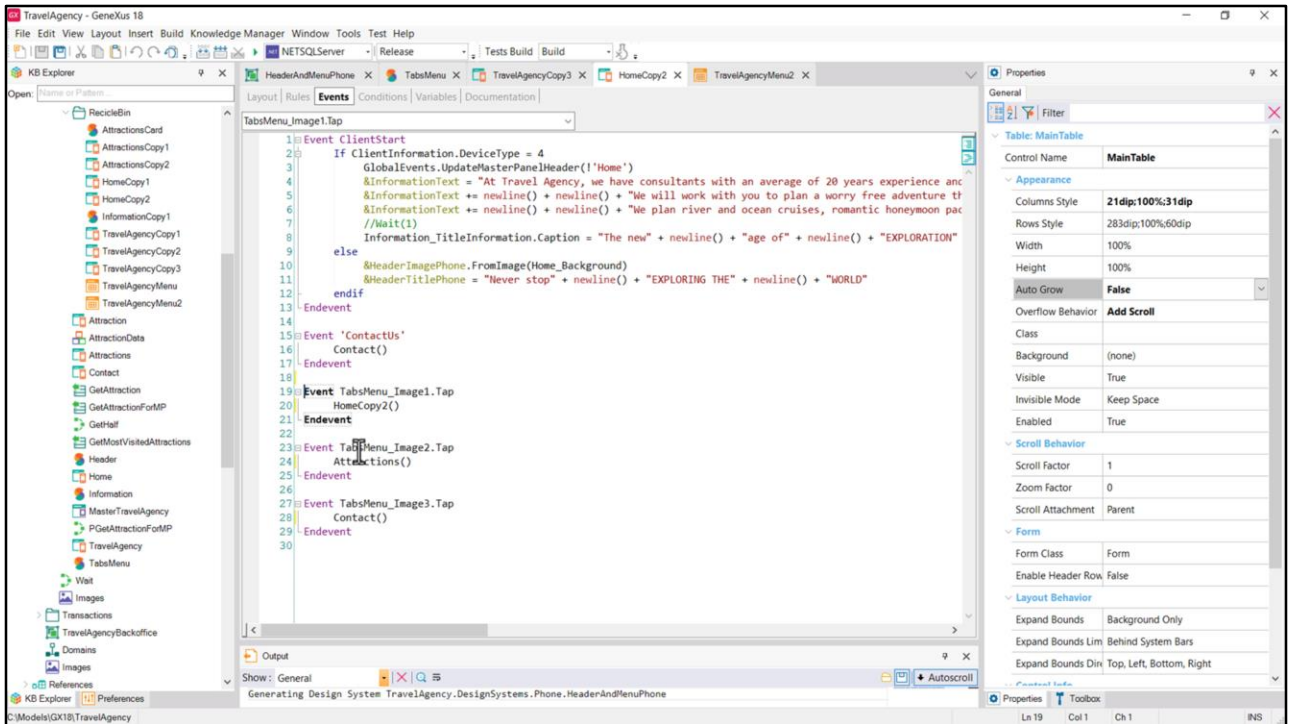 TravelAgency - GeneXus 18
File Edit View Layout Insert Build Knowledge Manager Window Tools Test Help
NETSQLServer Release Tests Build Build
KB Explorer
Open: Name or Pattern...
RecicleBin
AttractionsCard
AttractionsCopy1
AttractionsCopy2
HomeCopy1
HomeCopy2
InformationCopy1
TravelAgencyCopy1
TravelAgencyCopy2
TravelAgencyCopy3
TravelAgencyMenu
TravelAgencyMenu2
Attraction
AttractionData
Attractions
Contact
GetAttraction
GetAttractionForMP
GetHalf
GetMostVisitedAttractions
Header
Home
Information
MasterTravelAgency
PGetAttractionForMP
TravelAgency
TabsMenu
Wait
Images
Transactions
TravelAgencyBackoffice
Domains
Images
References
KB Explorer Preferences
HeaderAndMenuPhone TabsMenu TravelAgencyCopy3 HomeCopy2 TravelAgencyMenu2
Layout Rules Events Conditions Variables Documentation
TabsMenu_Image1.Tap
1 Event ClientStart
2 If ClientInformation.DeviceType = 4
3 GlobalEvents.UpdateMasterPanelHeader(!'Home')
4 &InformationText = "At Travel Agency, we have consultants with an average of 20 years experience and
5 &InformationText += newline() + newline() + "We will work with you to plan a worry free adventure th
6 &InformationText += newline() + newline() + "We plan river and ocean cruises, romantic honeymoon pac
7 //Wait(1)
8 Information_TitleInformation.Caption = "The new" + newline() + "age of" + newline() + "EXPLORATION"
9 else
10 &HeaderImagePhone.FromImage(Home_Background)
11 &HeaderTitlePhone = "Never stop" + newline() + "EXPLORING THE" + newline() + "WORLD"
12 endif
13 Endevent
14
15 Event 'ContactUs'
16 Contact()
17 Endevent
18
19 Event TabsMenu_Image1.Tap
20 HomeCopy2()
21 Endevent
22
23 Event TabsMenu_Image2.Tap
24 Attractions()
25 Endevent
26
27 Event TabsMenu_Image3.Tap
28 Contact()
29 Endevent
30
Output
Show: General Autoscroll
Generating Design System TravelAgency.DesignSystems.Phone.HeaderAndMenuPhone
Properties
General
Filter
Table: MainTable
Control Name MainTable
Appearance
Columns Style 21dip;100%;31dip
Rows Style 283dip;100%;60dip
Width 100%
Height 100%
Auto Grow False
Overflow Behavior Add Scroll
Class
Background (none)
Visible True
Invisible Mode Keep Space
Enabled True
Scroll Behavior
Scroll Factor 1
Zoom Factor 0
Scroll Attachment Parent
Form
Form Class Form
Enable Header Row False
Layout Behavior
Expand Bounds Background Only
Expand Bounds Lim Behind System Bars
Expand Bounds Dir Top, Left, Bottom, Right
Control Info
Properties Toolbox
C:\Models\GX18\TravelAgency
Ln 19 Col 1 Ch 1 INS